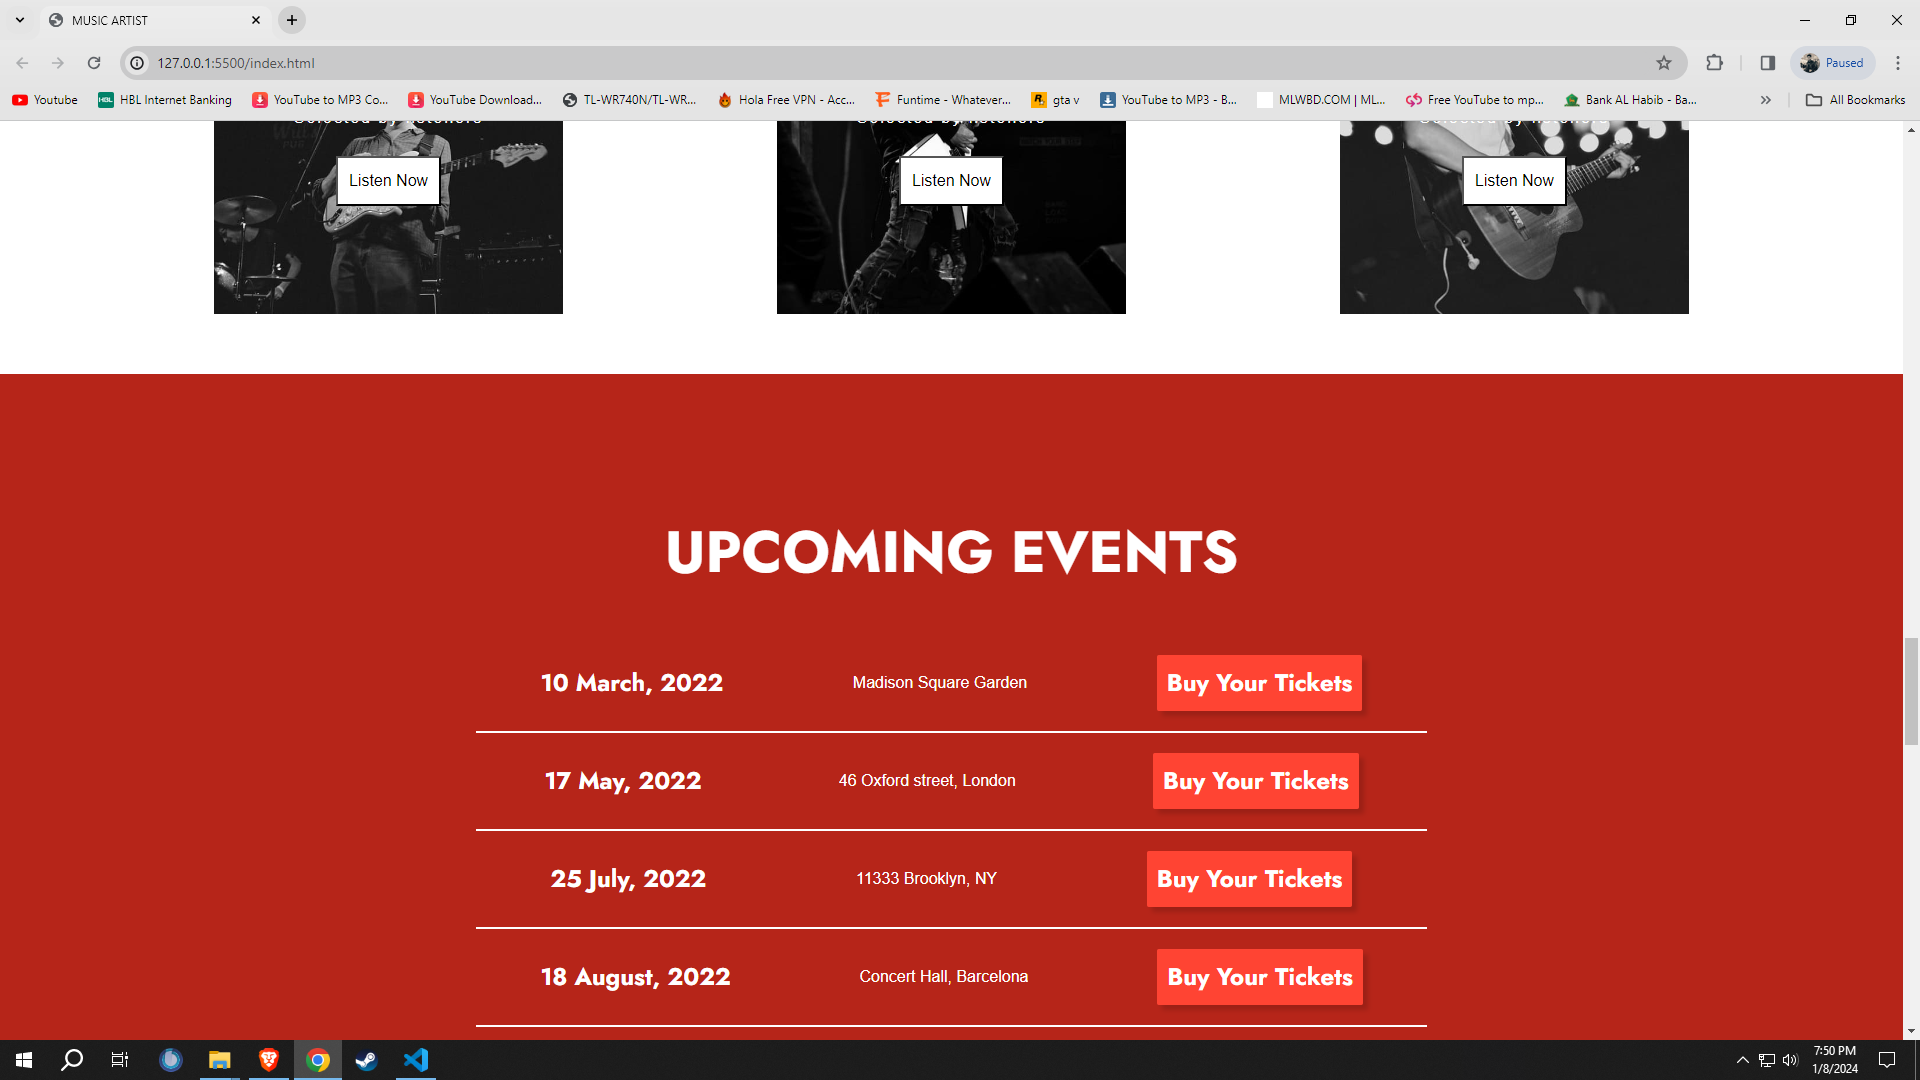 MUSIC ARTIST
127.0.0.1:5500/index.html
Paused
Youtube HBL Internet Banking YouTube to MP3 Co... YouTube Download... TL-WR740N/TL-WR... Hola Free VPN - Acc... Funtime - Whatever... gta v YouTube to MP3 - B... MLWBD.COM | ML... Free YouTube to mp... Bank AL Habib - Ba... » All Bookmarks
Listen Now Listen Now Listen Now
UPCOMING EVENTS
10 March, 2022 Madison Square Garden Buy Your Tickets
17 May, 2022 46 Oxford street, London Buy Your Tickets
25 July, 2022 11333 Brooklyn, NY Buy Your Tickets
18 August, 2022 Concert Hall, Barcelona Buy Your Tickets
7:50 PM
1/8/2024